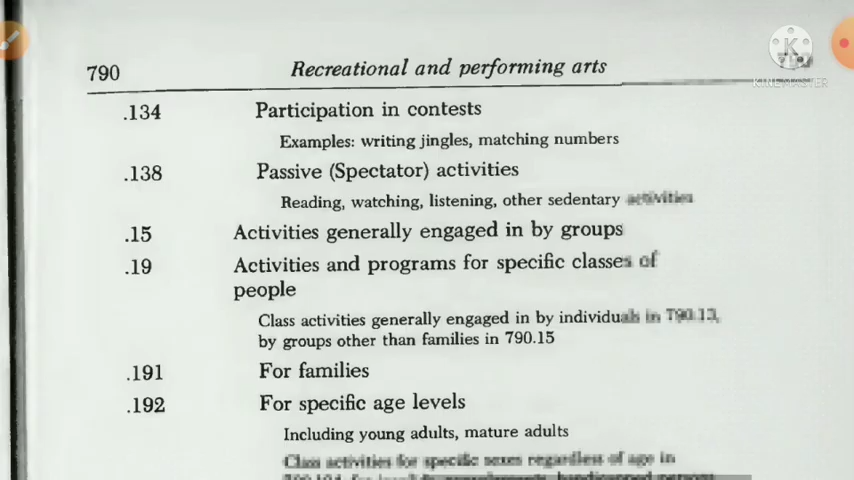 KINEMASTER
790 Recreational and performing arts
.134 Participation in contests
Examples: writing jingles, matching numbers
.138 Passive (Spectator) activities
Reading, watching, listening, other sedentary activities
.15 Activities generally engaged in by groups
.19 Activities and programs for specific classes of
people
Class activities generally engaged in by individuals in 790.13,
by groups other than families in 790.15
.191 For families
.192 For specific age levels
Including young adults, mature adults
Class activities for specific sexes regardless of age in